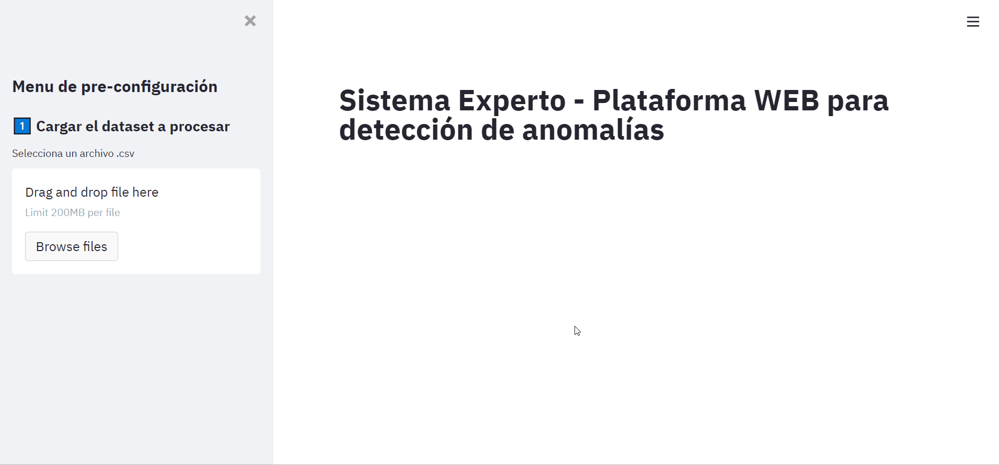 Menu de pre-configuración
1 Cargar el dataset a procesar
Selecciona un archivo .csv
Drag and drop file here
Limit 200MB per file
Browse files
Sistema Experto - Plataforma WEB para
detección de anomalías